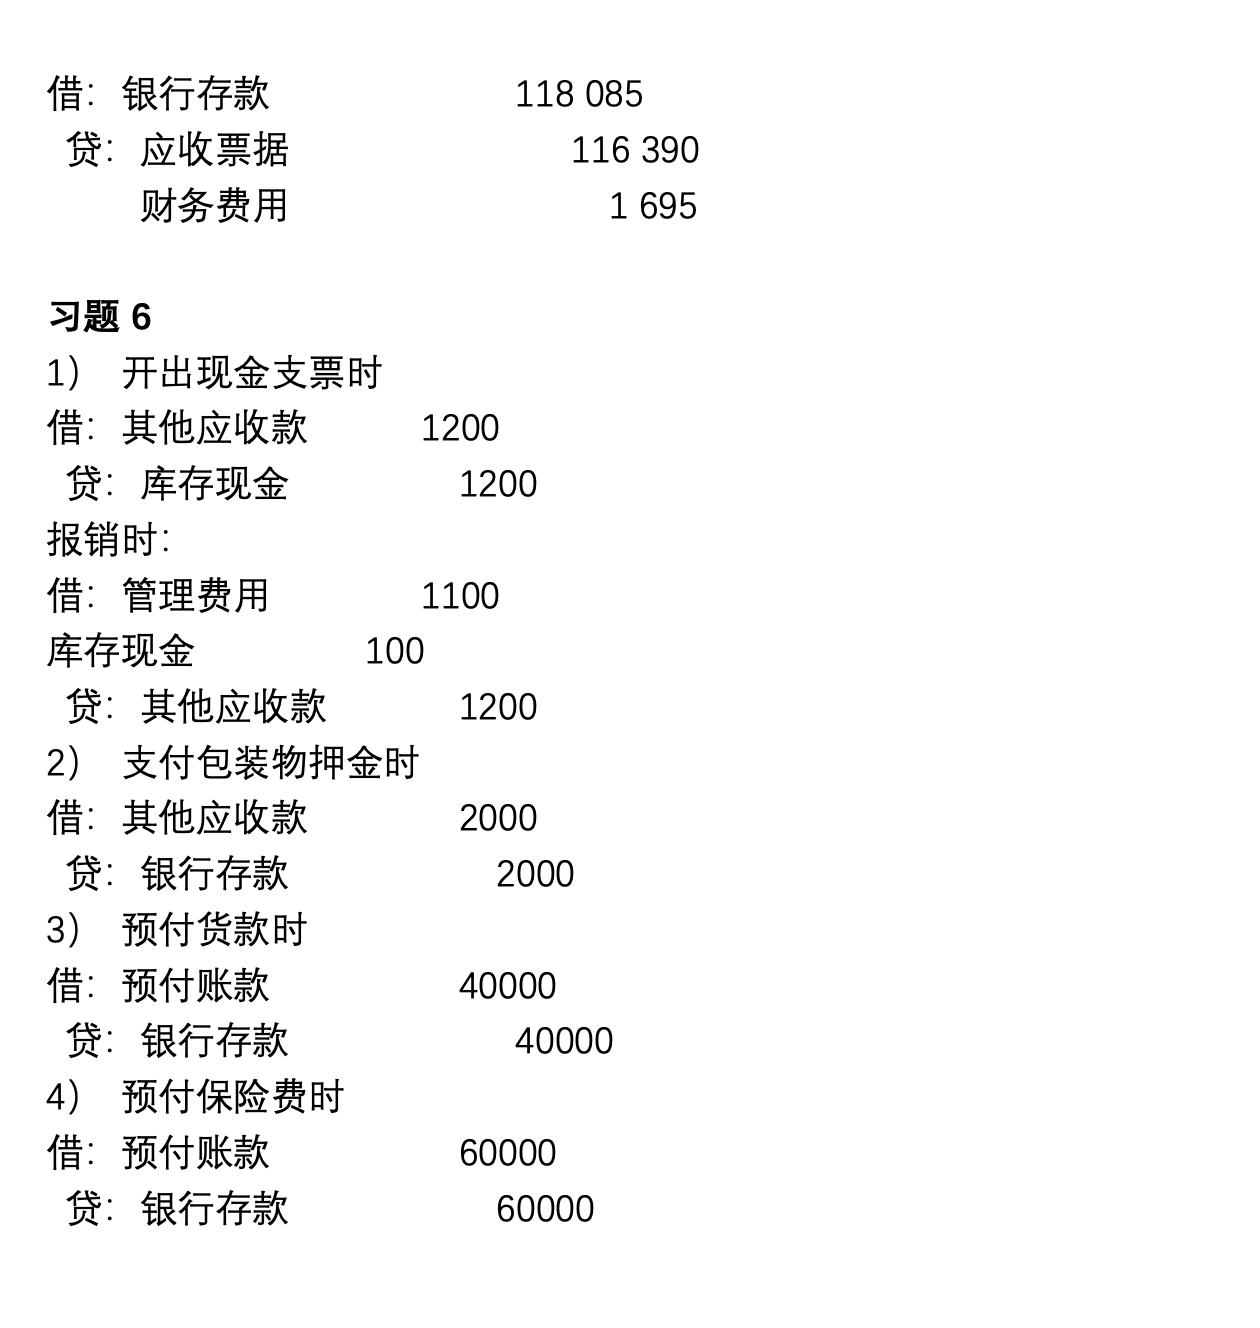 借：银行存款 118 085
贷：应收票据 116 390
财务费用 1 695
习题 6
1） 开出现金支票时
借：其他应收款 1200
贷：库存现金 1200
报销时：
借：管理费用 1100
库存现金 100
贷：其他应收款 1200
2） 支付包装物押金时
借：其他应收款 2000
贷：银行存款 2000
3） 预付货款时
借：预付账款 40000
贷：银行存款 40000
4） 预付保险费时
借：预付账款 60000
贷：银行存款 60000